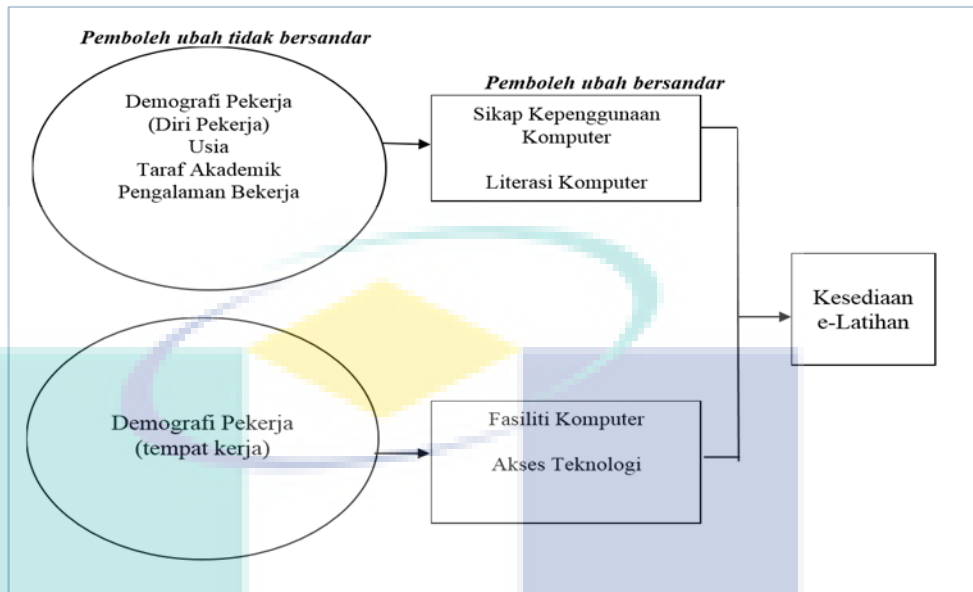 Pemboleh ubah tidak bersandar
Demografi Pekerja
(Diri Pekerja)
Usia
Taraf Akademik
Pengalaman Bekerja
Pemboleh ubah bersandar
Sikap Kepenggunaan
Komputer
Literasi Komputer
Kesediaan
e-Latihan
Demografi Pekerja
(tempat kerja)
Fasiliti Komputer
Akses Teknologi